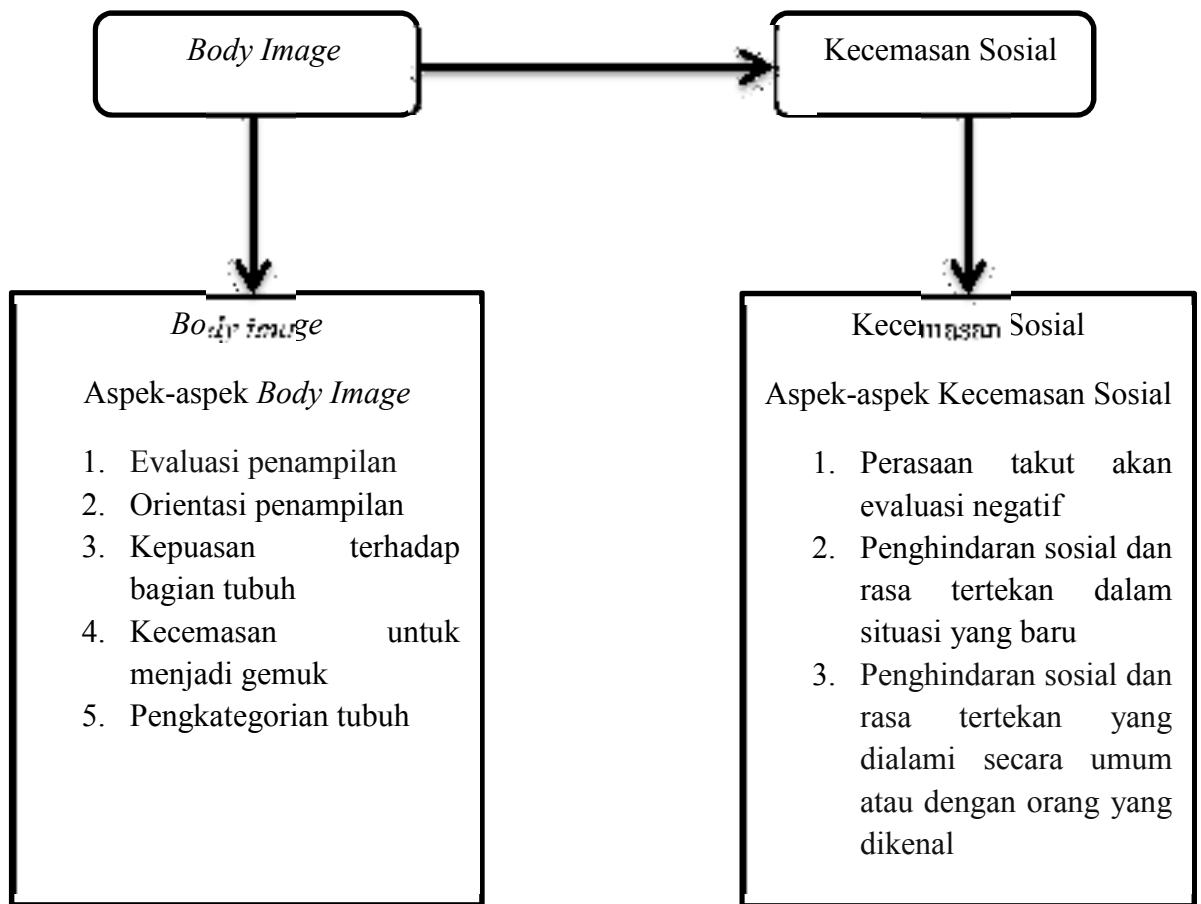 Body Image
Kecemasan Sosial
Body image
Aspek-aspek Body Image
1. Evaluasi penampilan
2. Orientasi penampilan
3. Kepuasan terhadap
bagian tubuh
4. Kecemasan untuk
menjadi gemuk
5. Pengkategorian tubuh
Kecemasan Sosial
Aspek-aspek Kecemasan Sosial
1. Perasaan takut akan
evaluasi negatif
2. Penghindaran sosial dan
rasa tertekan dalam
situasi yang baru
3. Penghindaran sosial dan
rasa tertekan yang
dialami secara umum
atau dengan orang yang
dikenal